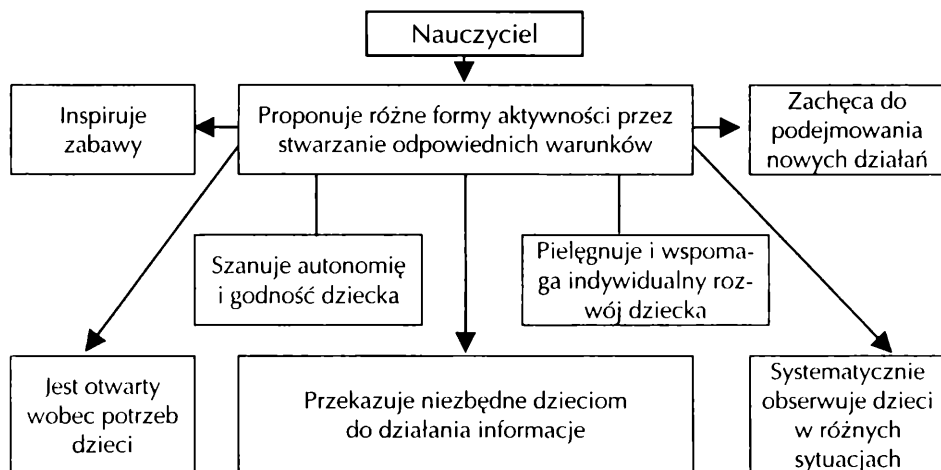 Nauczyciel
Inspiruje
zabawy
Proponuje różne formy aktywności przez
stwarzanie odpowiednich warunków
Zachęca do
podejmowania
nowych działań
Szanuje autonomię
i godność dziecka
Pielęgnuje i wspoma-
ga indywidualny roz-
wój dziecka
Jest otwarty
wobec potrzeb
dzieci
Przekazuje niezbędne dzieciom
do działania informacje
Systematycznie
obserwuje dzieci
w różnych
sytuacjach